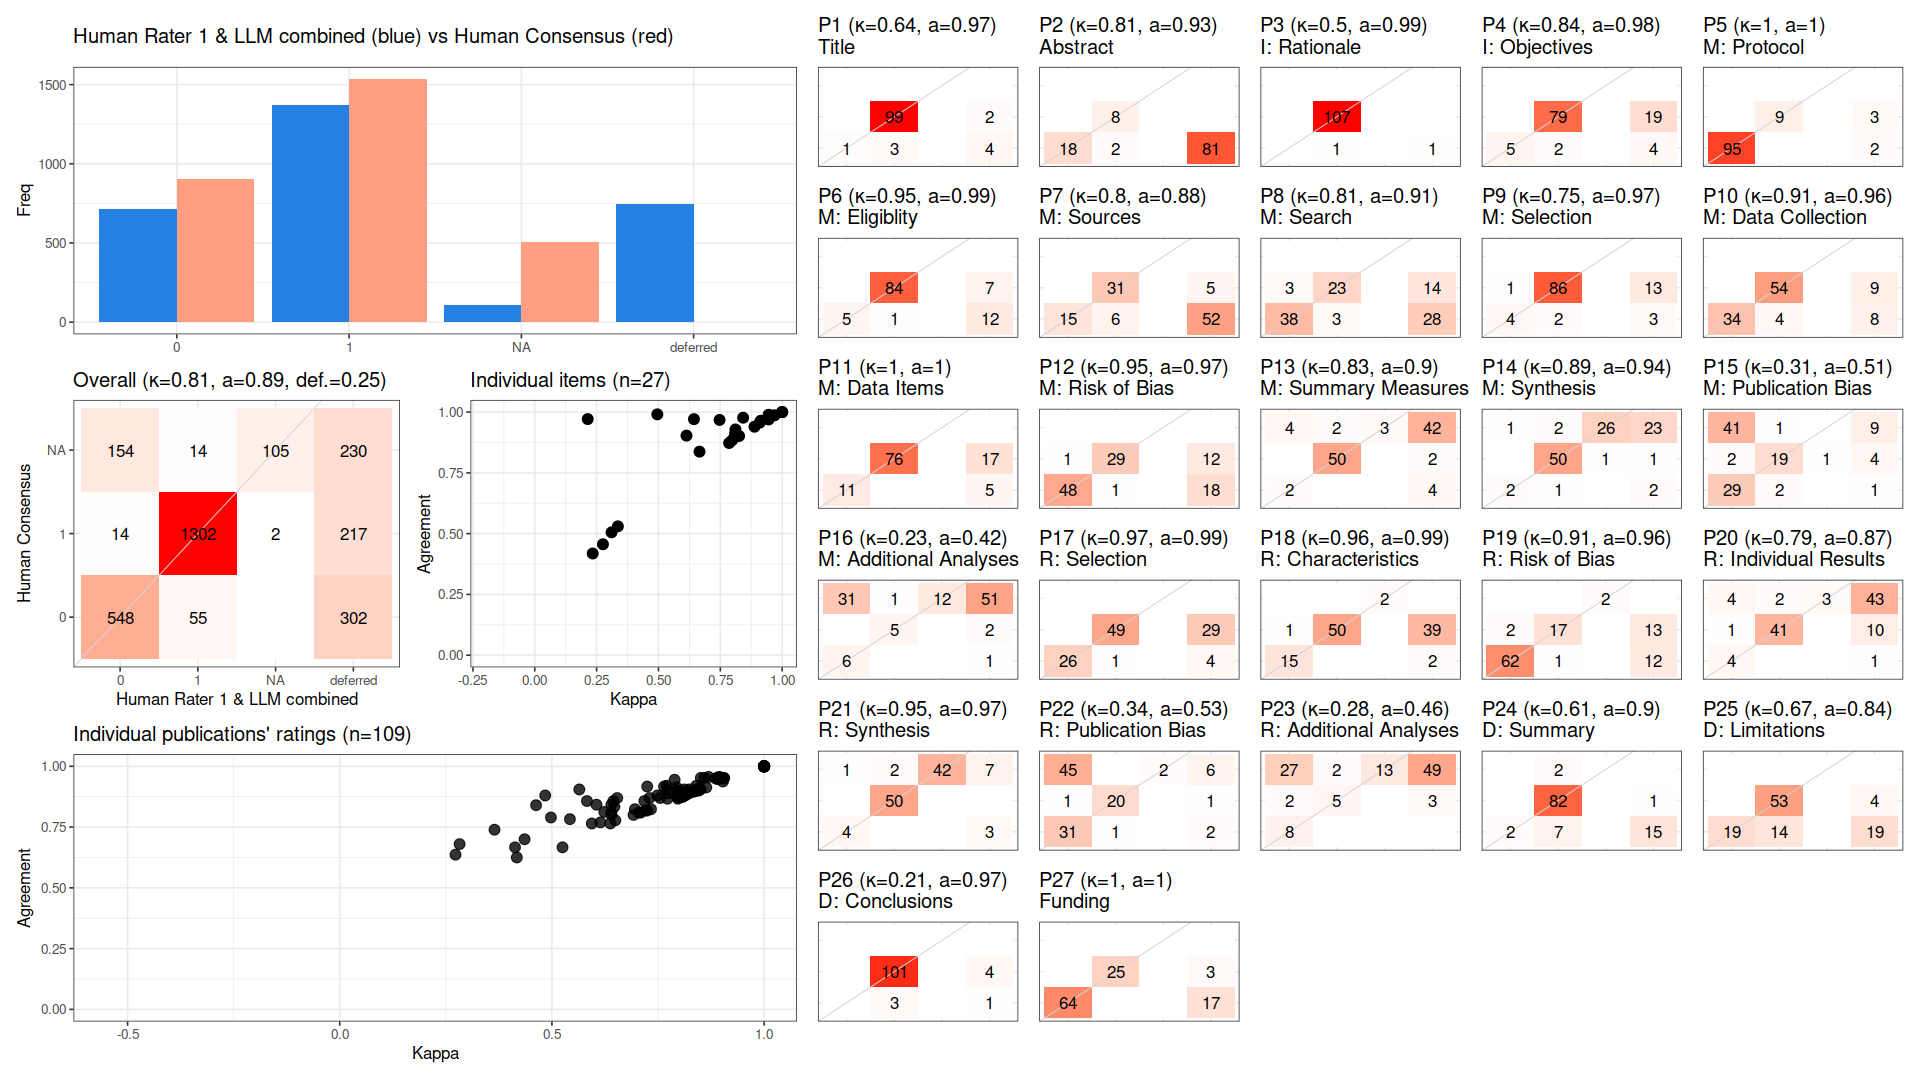 Human Rater 1 & LLM combined (blue) vs Human Consensus (red)
Freq
1500
1000
500
0
0 1 NA deferred
Overall (κ=0.81, a=0.89, def.=0.25)
Human Consensus
NA 154 14 105 230
1 14 1302 2 217
0 548 55 302
0 1 NA deferred
Human Rater 1 & LLM combined
Individual items (n=27)
Agreement
1.00
0.75
0.50
0.25
0.00
-0.25 0.00 0.25 0.50 0.75 1.00
Kappa
Individual publications' ratings (n=109)
Agreement
1.00
0.75
0.50
0.25
0.00
-0.5 0.0 0.5 1.0
Kappa
P1 (κ=0.64, a=0.97)
Title
99 2
1 3 4
P2 (κ=0.81, a=0.93)
Abstract
8
18 2 81
P3 (κ=0.5, a=0.99)
I: Rationale
107
1 1
P4 (κ=0.84, a=0.98)
I: Objectives
79 19
5 2 4
P5 (κ=1, a=1)
M: Protocol
9 3
95 2
P6 (κ=0.95, a=0.99)
M: Eligiblity
84 7
5 1 12
P7 (κ=0.8, a=0.88)
M: Sources
31 5
15 6 52
P8 (κ=0.81, a=0.91)
M: Search
3 23 14
38 3 28
P9 (κ=0.75, a=0.97)
M: Selection
1 86 13
4 2 3
P10 (κ=0.91, a=0.96)
M: Data Collection
54 9
34 4 8
P11 (κ=1, a=1)
M: Data Items
76 17
11 5
P12 (κ=0.95, a=0.97)
M: Risk of Bias
1 29 12
48 1 18
P13 (κ=0.83, a=0.9)
M: Summary Measures
4 2 3 42
50 2
2 4
P14 (κ=0.89, a=0.94)
M: Synthesis
1 2 26 23
50 1 1
2 1 2
P15 (κ=0.31, a=0.51)
M: Publication Bias
41 1 9
2 19 1 4
29 2 1
P16 (κ=0.23, a=0.42)
M: Additional Analyses
31 1 12 51
5 2
6 1
P17 (κ=0.97, a=0.99)
R: Selection
49 29
26 1 4
P18 (κ=0.96, a=0.99)
R: Characteristics
2
1 50 39
15 2
P19 (κ=0.91, a=0.96)
R: Risk of Bias
2
2 17 13
62 1 12
P20 (κ=0.79, a=0.87)
R: Individual Results
4 2 3 43
1 41 10
4 1
P21 (κ=0.95, a=0.97)
R: Synthesis
1 2 42 7
50
4 3
P22 (κ=0.34, a=0.53)
R: Publication Bias
45 2 6
1 20 1
31 1 2
P23 (κ=0.28, a=0.46)
R: Additional Analyses
27 2 13 49
2 5 3
8
P24 (κ=0.61, a=0.9)
D: Summary
2
82 1
2 7 15
P25 (κ=0.67, a=0.84)
D: Limitations
53 4
19 14 19
P26 (κ=0.21, a=0.97)
D: Conclusions
101 4
3 1
P27 (κ=1, a=1)
Funding
25 3
64 17